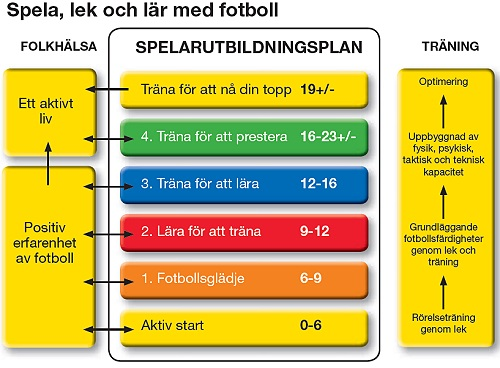 Spela, lek och lär med fotboll
FOLKHÄLSA
SPELARUTBILDNINGSPLAN
TRÄNING
Ett aktivt
liv
Positiv
erfarenhet
av fotboll
Träna för att nå din topp 19+/-
4. Träna för att prestera 16-23+/-
3. Träna för att lära 12-16
2. Lära för att träna 9-12
1. Fotbollsglädje 6-9
Aktiv start 0-6
Optimering
Uppbyggnad av
fysik, psykisk,
taktisk och teknisk
kapacitet
Grundläggande
fotbollsfärdigheter
genom lek och
träning
Rörelseträning
genom lek